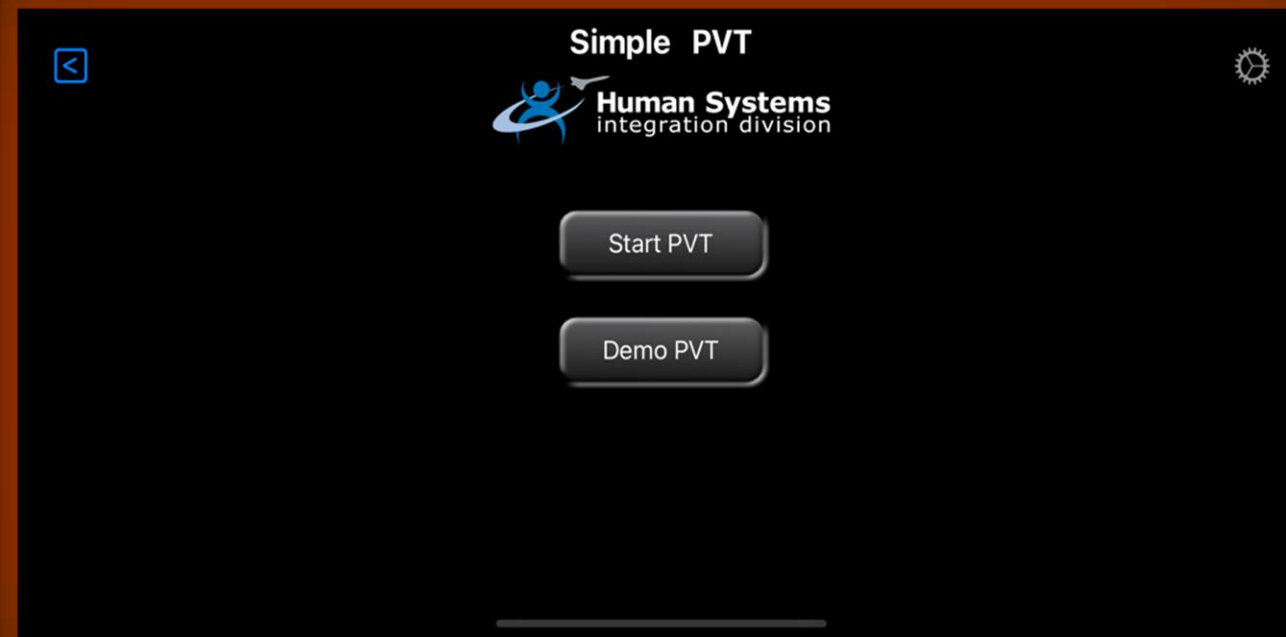 Simple PVT
<
Human Systems
integration division
Start PVT
Demo PVT